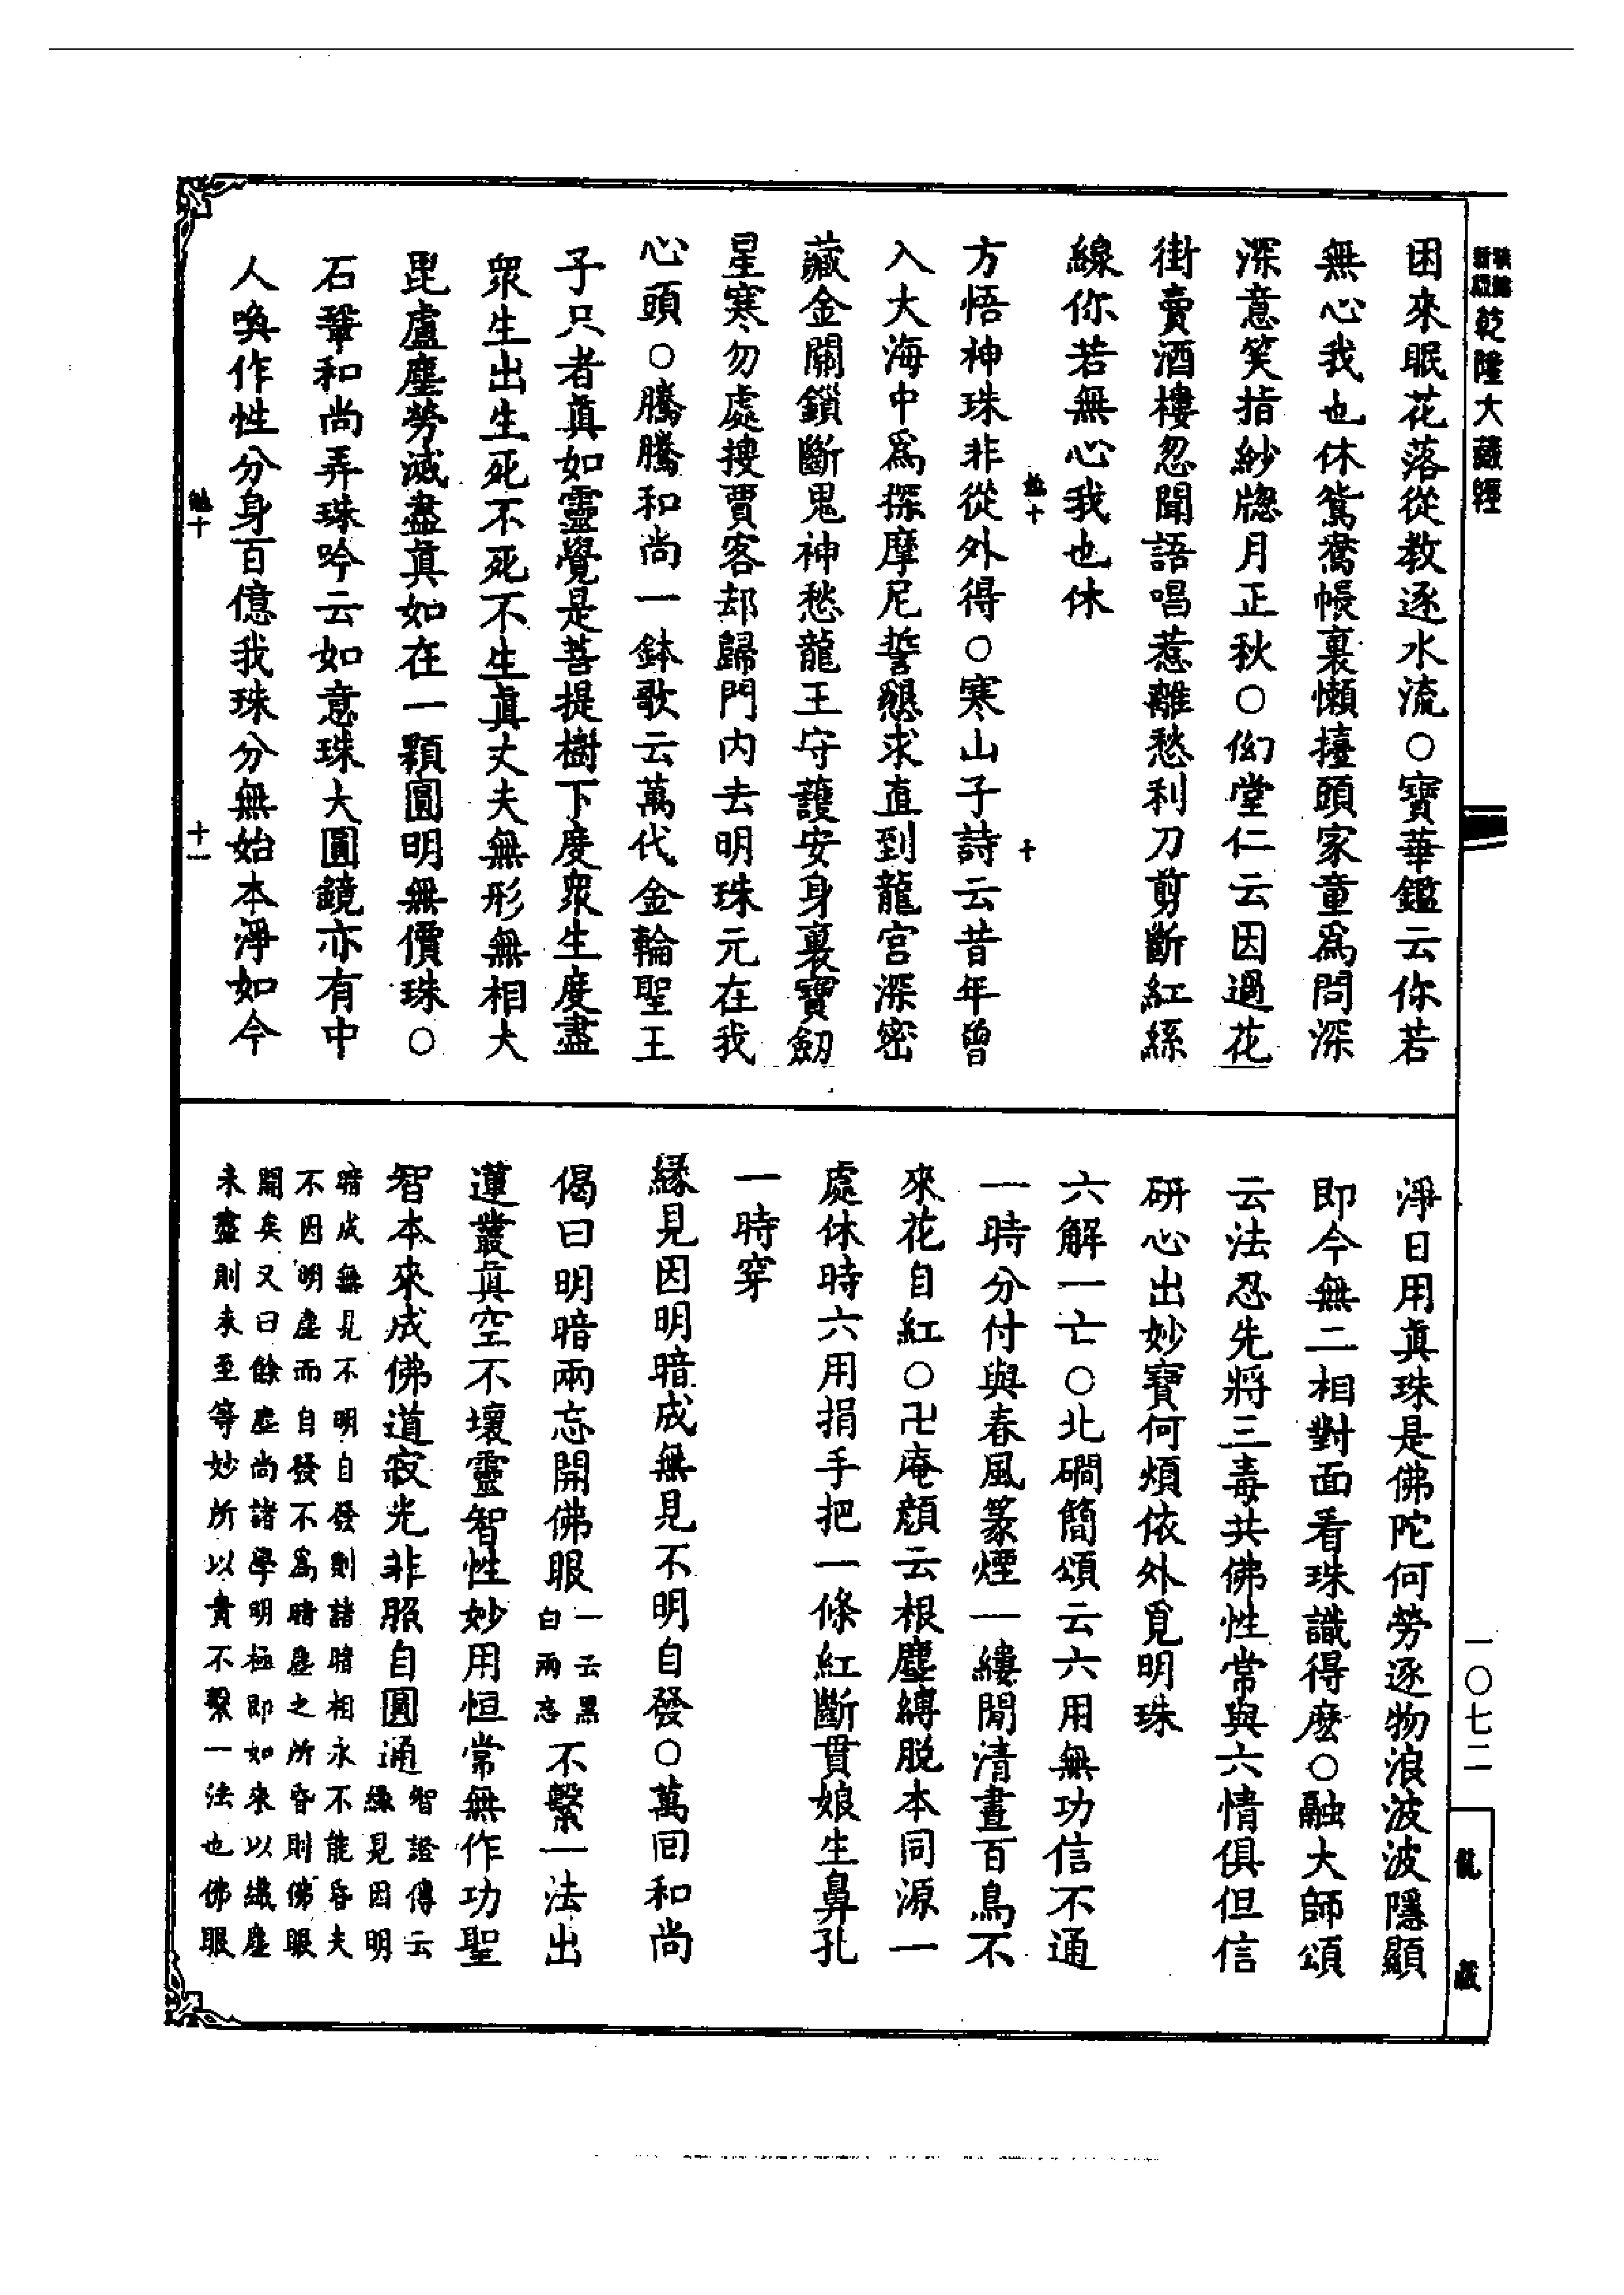 乾隆大藏經
困來眠花落從教逐水流○寶華鑑云你若
無心我也休鴛鴦帳裏懶擡頭家童爲問深
深意笑指紗牕月正秋○幻堂仁云因過花
街賣酒樓忽聞語唱惹離愁利刀剪斷紅絲
線你若無心我也休
十
方悟神珠非從外得○寒山子詩云昔年曾
入大海中爲探摩尼誓懇求直到龍宮深密
藏金關鎖斷鬼神愁龍王守護安身裏寶劒
星寒勿處搜賈客却歸門内去明珠元在我
心頭○騰騰和尚一鉢歌云萬代金輪聖王
子只者眞如靈覺是菩提樹下度衆生度盡
衆生出生死不死不生眞丈夫無形無相大
毘盧塵勞滅盡眞如在一顆圓明無價珠○
石鞏和尚弄珠吟云如意珠大圓鏡亦有中
人喚作性分身百億我珠分無始本淨如今
十一
淨日用眞珠是佛陀何勞逐物浪波波隱顯
即今無二相對面看珠識得麽○融大師頌
云法忍先將三毒共佛性常與六情俱但信
研心出妙寶何煩依外覓明珠
六解一亡○北磵簡頌云六用無功信不通
一時分付與春風篆煙一縷閒清晝百鳥不
來花自紅○卍庵顔云根塵縛脱本同源一
處休時六用捐手把一條紅斷貫娘生鼻孔
一時穿
縁見因明暗成無見不明自發○萬回和尚
偈曰明暗兩忘開佛眼一云黑白兩忘不繫一法出
蓮叢眞空不壞靈智性妙用恒常無作功聖
智本來成佛道寂光非照自圓通智證傳云縁見因明
暗成無見不明自發則諸暗相永不能昏夫
不因明塵而自發不爲暗塵之所昏則佛眼
開矣又曰餘塵尚諸學明極即如來以纎塵
未盡則未至等妙所以貴不繫一法也佛眼
一〇七二
龍藏